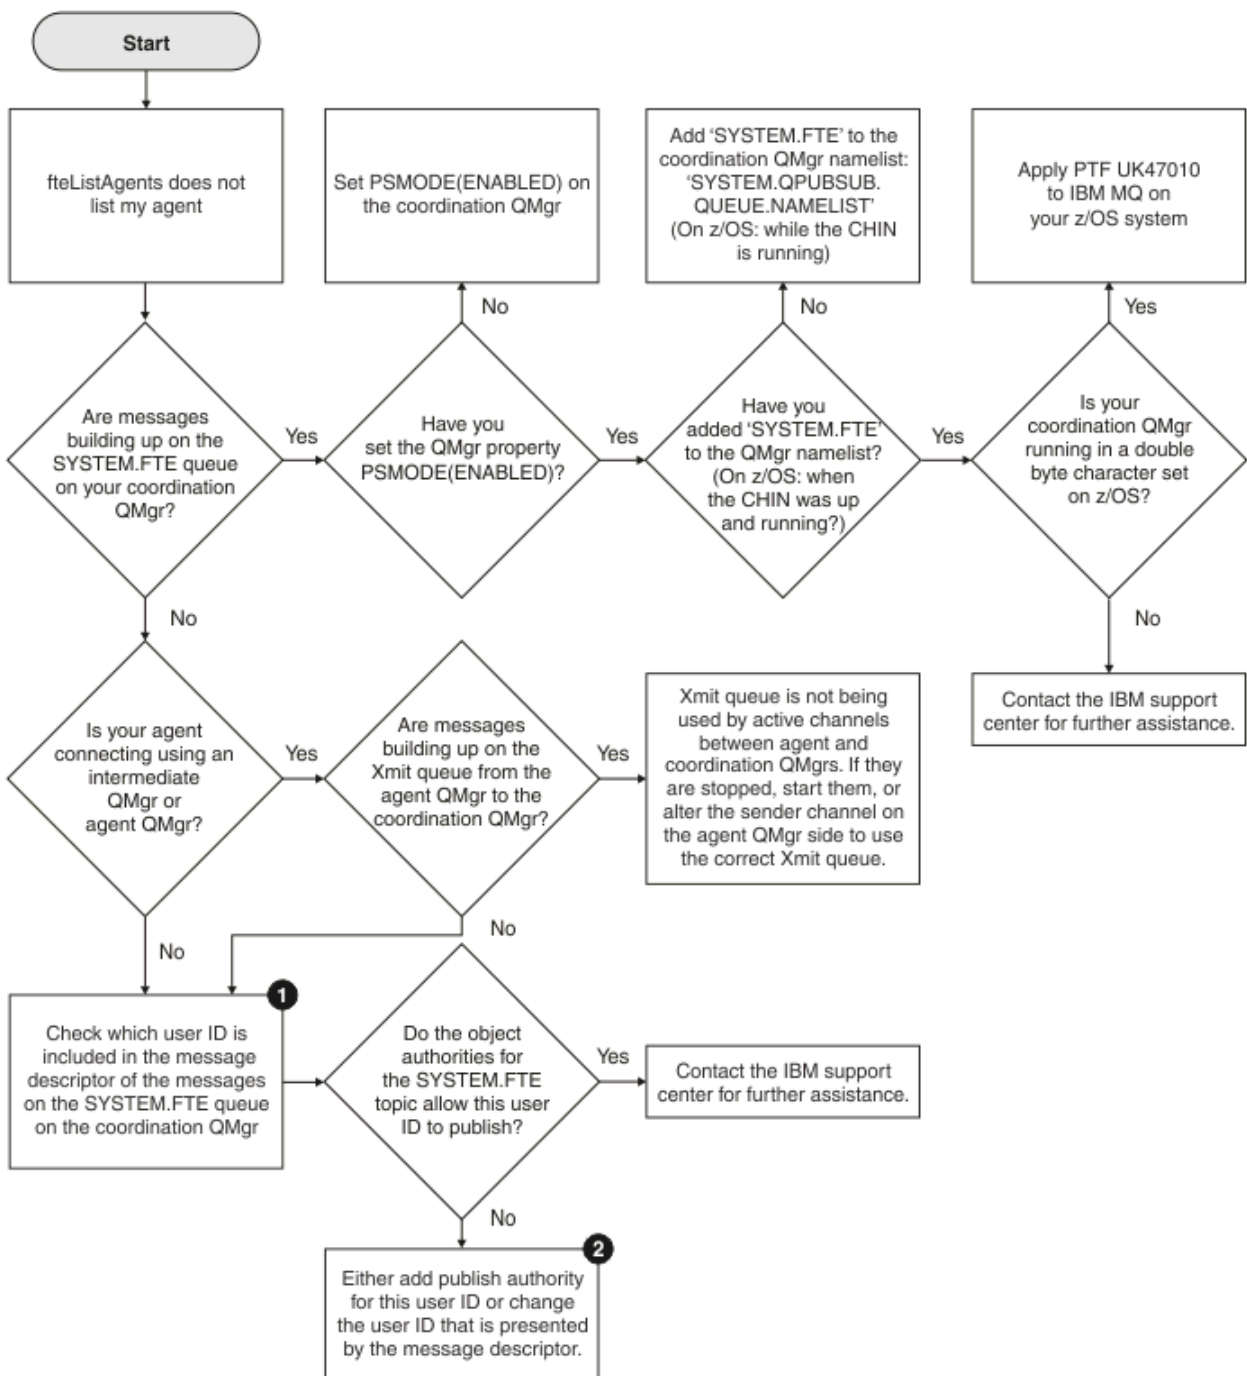 Start
fteListAgents does not
list my agent
Set PSMODE(ENABLED) on
the coordination QMgr
Add ‘SYSTEM.FTE’ to the
coordination QMgr namelist:
‘SYSTEM.QPUBSUB.
QUEUE.NAMELIST’
(On z/OS: while the CHIN
is running)
Apply PTF UK47010
to IBM MQ on
your z/OS system
No
No
Yes
Are messages
building up on the
SYSTEM.FTE queue
on your coordination
QMgr?
Yes
Have you
set the QMgr property
PSMODE(ENABLED)?
Yes
Have you
added ‘SYSTEM.FTE’
to the QMgr namelist?
(On z/OS: when
the CHIN was up
and running?)
Yes
Is your
coordination QMgr
running in a double
byte character set
on z/OS?
No
No
Is your agent
connecting using an
intermediate
QMgr or
agent QMgr?
Yes
Are messages
building up on the
Xmit queue from the
agent QMgr to the
coordination QMgr?
Yes
Xmit queue is not being
used by active channels
between agent and
coordination QMgrs. If they
are stopped, start them, or
alter the sender channel on
the agent QMgr side to use
the correct Xmit queue.
Contact the IBM support
center for further assistance.
No
No
1
Check which user ID is
included in the message
descriptor of the messages
on the SYSTEM.FTE queue
on the coordination QMgr
Do the object
authorities for
the SYSTEM.FTE
topic allow this user
ID to publish?
Yes
Contact the IBM support
center for further assistance.
No
2
Either add publish authority
for this user ID or change
the user ID that is presented
by the message descriptor.